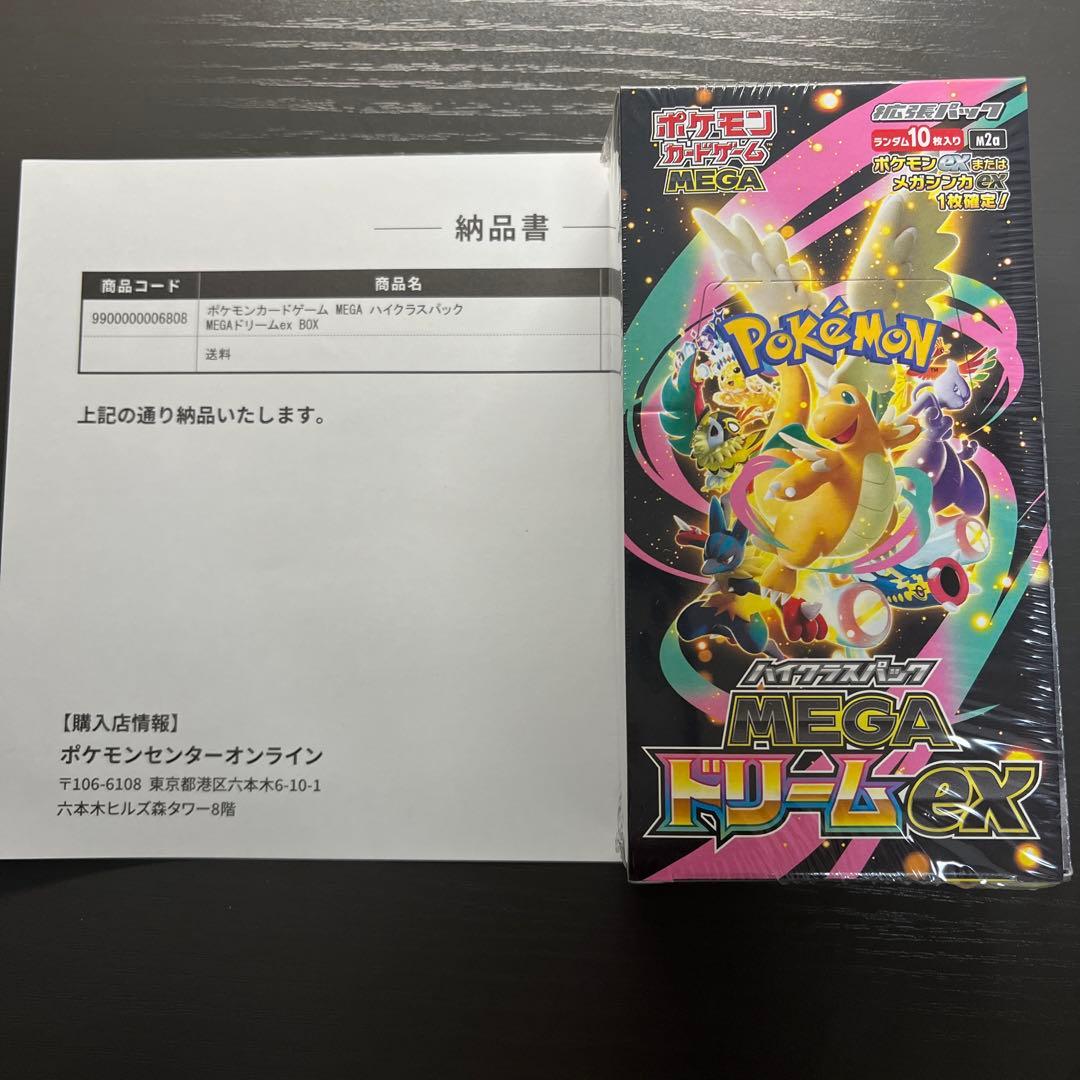 納品書
商品コード 商品名
9900000006808 ポケモンカードゲーム MEGA ハイクラスパック
MEGAドリームex BOX
送料
上記の通り納品いたします。
【購入店情報】
ポケモンセンターオンライン
〒106-6108 東京都港区六本木6-10-1
六本木ヒルズ森タワー8階
ポケモン
カードゲーム
MEGA
拡張パック
ランダム10枚入り m2a
ポケモンexまたは
メガシンカex
1枚確定!
POKéMON
ハイクラスパック
MEGA
ドリームex